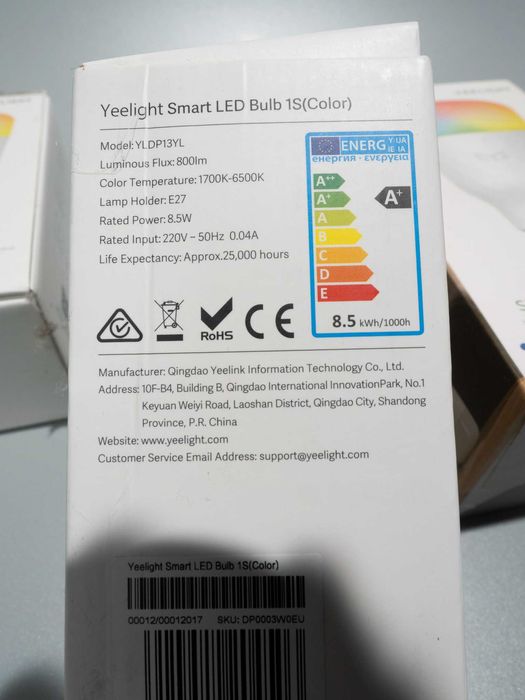 Yeelight Smart LED Bulb 1S(Color)
Model: YLDP13YL
Luminous Flux: 800lm
Color Temperature: 1700K-6500K
Lamp Holder: E27
Rated Power: 8.5W
Rated Input: 220V – 50Hz 0.04A
Life Expectancy: Approx.25,000 hours
ENERG Y UA
IE IA
енергия · ενεργεια
A++
A+
A
B
C
D
E
A+
8.5 kWh/1000h
RoHS
CE
Manufacturer: Qingdao Yeelink Information Technology Co., Ltd.
Address: 10F-B4, Building B, Qingdao International InnovationPark, No.1
Keyuan Weiyi Road, Laoshan District, Qingdao City, Shandong
Province, P.R. China
Website: www.yeelight.com
Customer Service Email Address: support@yeelight.com
Yeelight Smart LED Bulb 1S(Color)
00012/00012017 SKU: DP0003W0EU